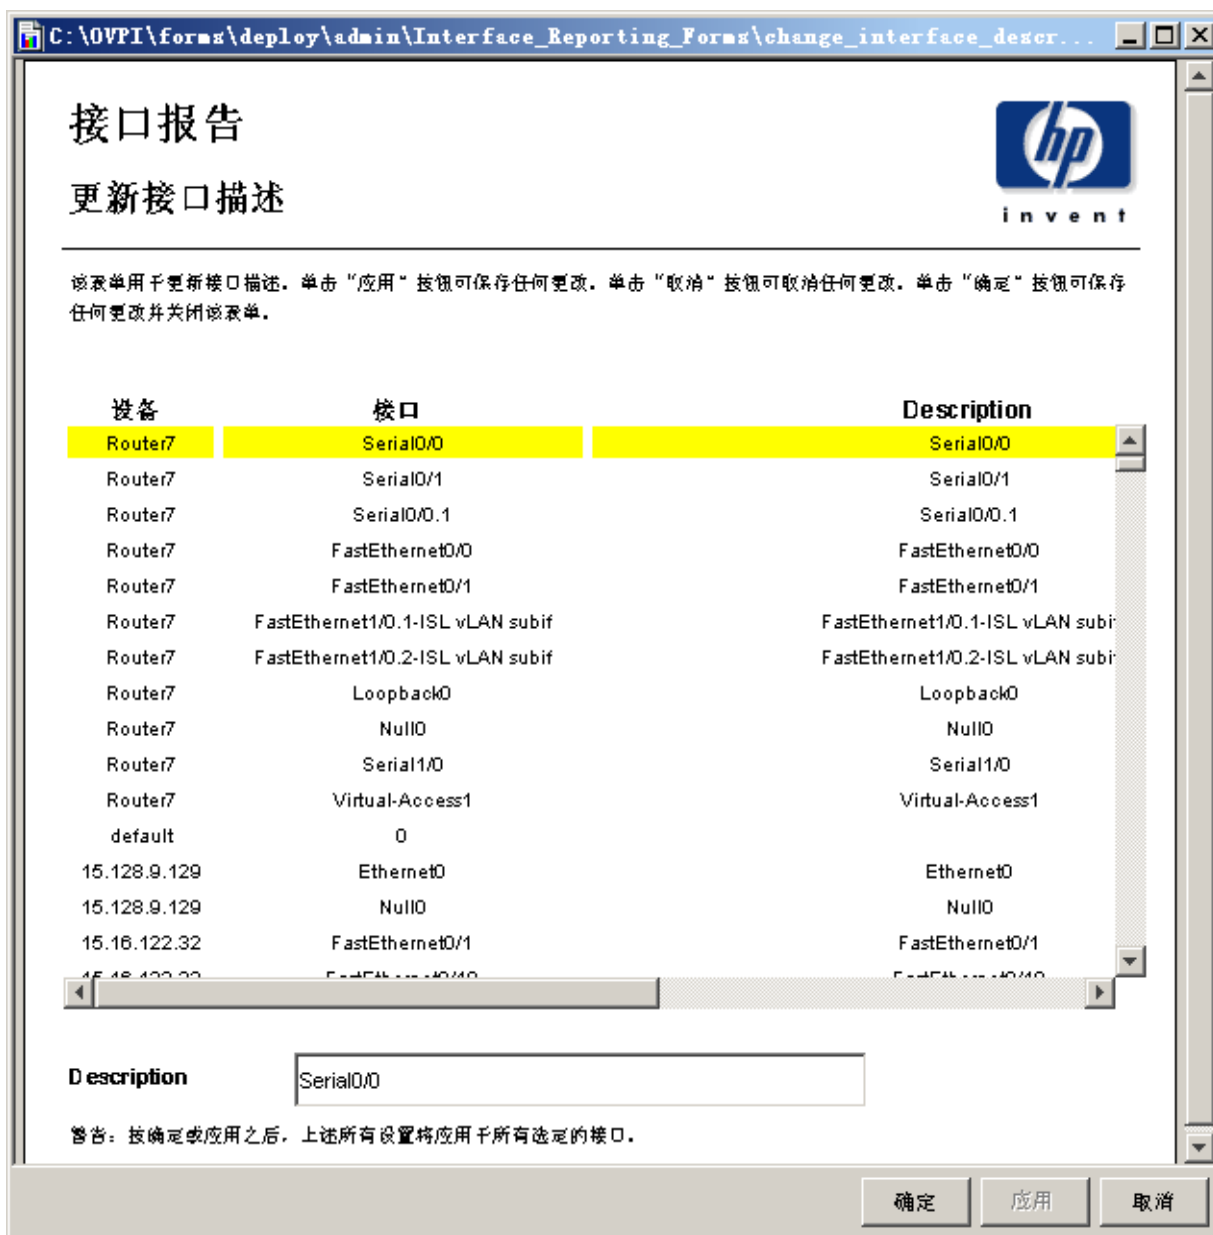 C:\OVPI\forms\deploy\admin\Interface_Reporting_Forms\change_interface_descr...
接口报告
hp
更新接口描述
invent
该表单用于更新接口描述。单击“应用”按钮可保存任何更改。单击“取消”按钮可取消任何更改。单击“确定”按钮可保存
任何更改并关闭该表单。
设备 接口 Description
Router7 Serial0/0 Serial0/0
Router7 Serial0/1 Serial0/1
Router7 Serial0/0.1 Serial0/0.1
Router7 FastEthernet0/0 FastEthernet0/0
Router7 FastEthernet0/1 FastEthernet0/1
Router7 FastEthernet1/0.1-ISL vLAN subif FastEthernet1/0.1-ISL vLAN subif
Router7 FastEthernet1/0.2-ISL vLAN subif FastEthernet1/0.2-ISL vLAN subif
Router7 Loopback0 Loopback0
Router7 Null0 Null0
Router7 Serial1/0 Serial1/0
Router7 Virtual-Access1 Virtual-Access1
default 0
15.128.9.129 Ethernet0 Ethernet0
15.128.9.129 Null0 Null0
15.16.122.32 FastEthernet0/1 FastEthernet0/1
Description Serial0/0
警告：按确定或应用之后，上述所有设置将应用于所有选定的接口。
确定 应用 取消